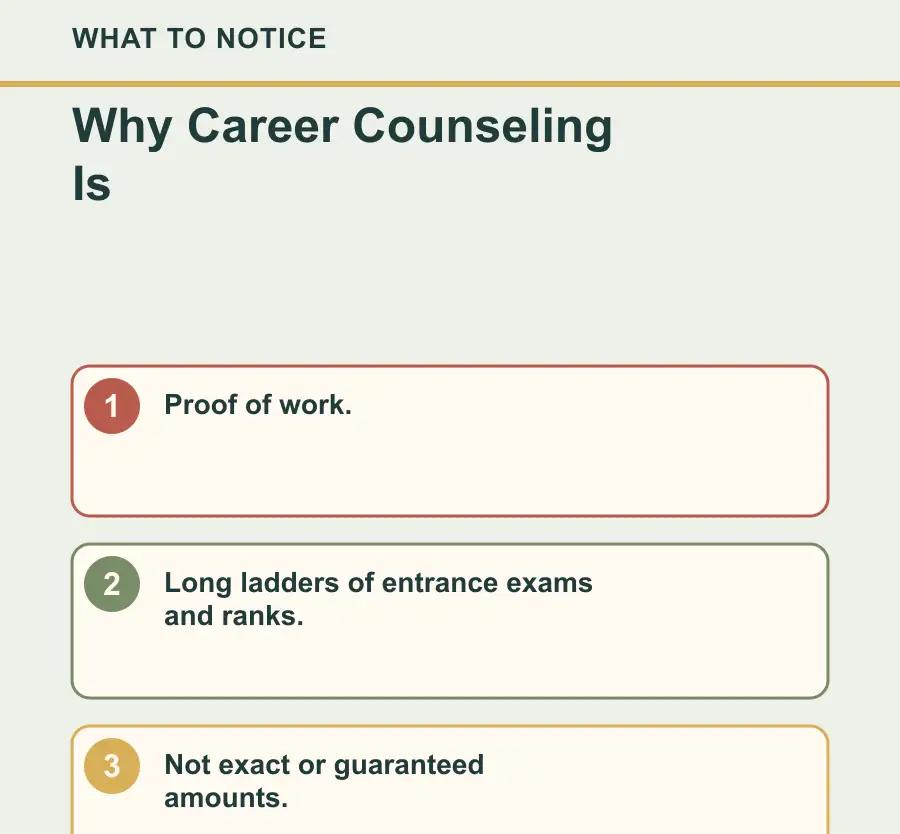 WHAT TO NOTICE
Why Career Counseling
Is
1
Proof of work.
2
Long ladders of entrance exams
and ranks.
3
Not exact or guaranteed
amounts.